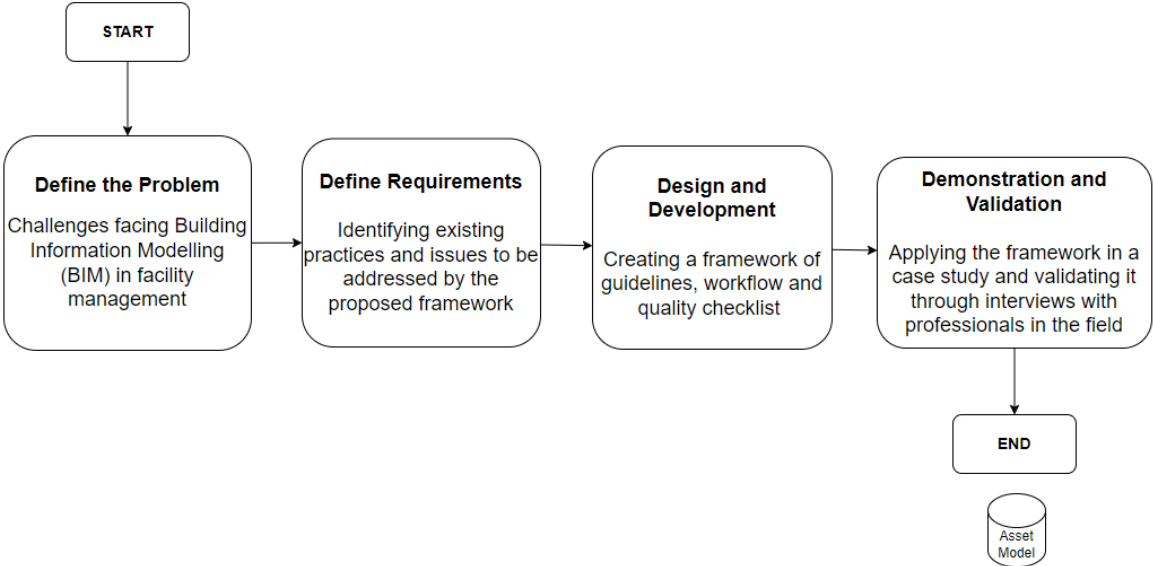 START
Define the Problem
Challenges facing Building
Information Modelling
(BIM) in facility
management
Define Requirements
Identifying existing
practices and issues to be
addressed by the
proposed framework
Design and
Development
Creating a framework of
guidelines, workflow and
quality checklist
Demonstration and
Validation
Applying the framework in a
case study and validating it
through interviews with
professionals in the field
END
Asset
Model